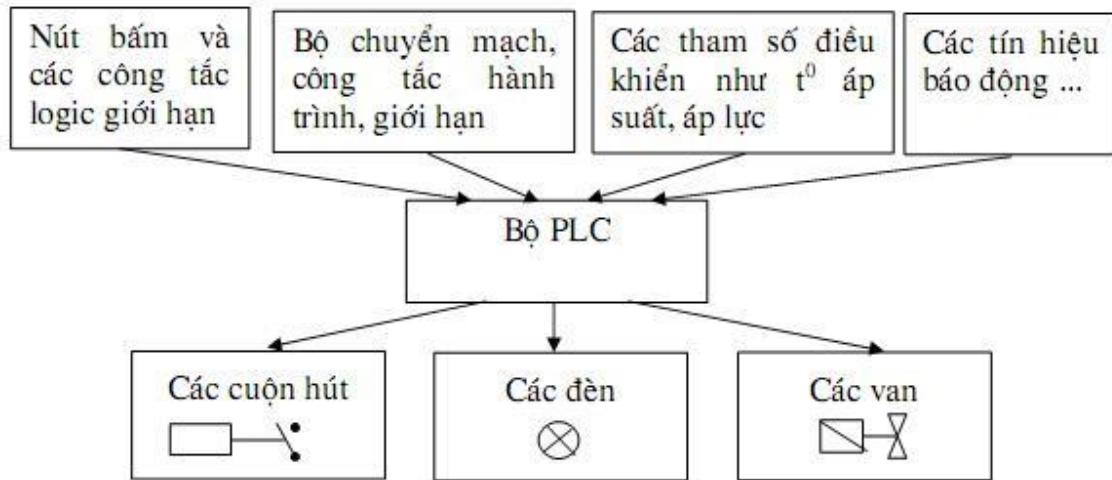 Nút bấm và
các công tắc
logic giới hạn
Bộ chuyển mạch,
công tắc hành
trình, giới hạn
Các tham số điều
khiển như t⁰ áp
suất, áp lực
Các tín hiệu
báo động ...
Bộ PLC
Các cuộn hút
Các đèn
Các van